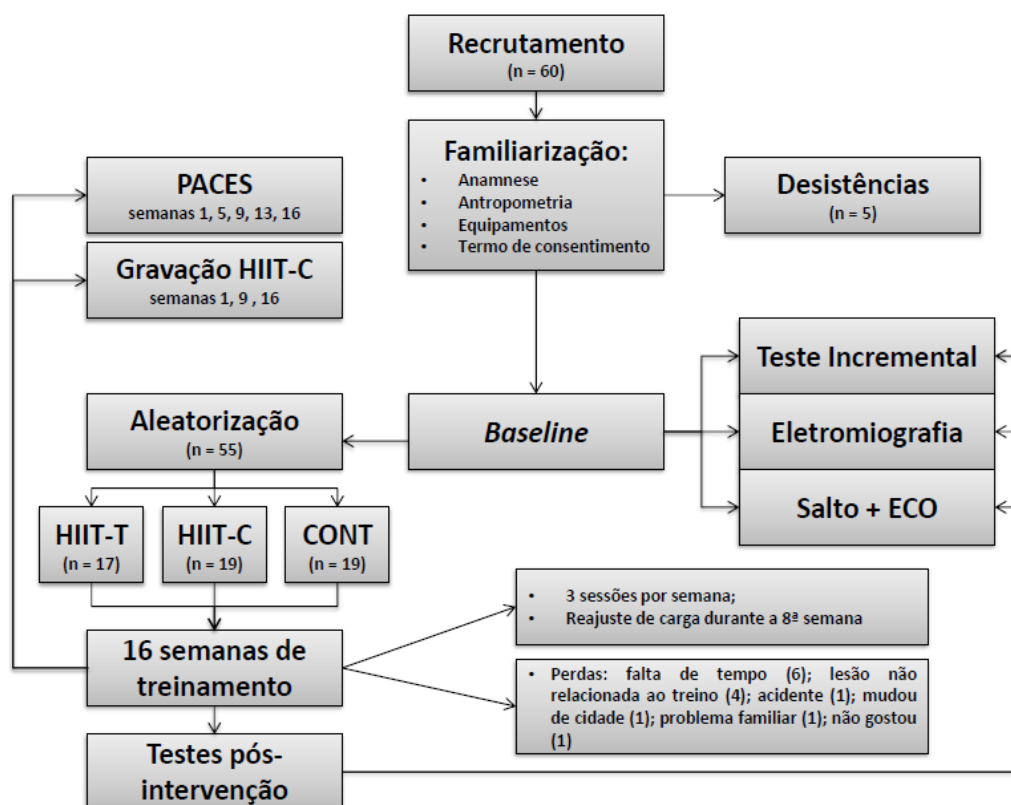 Recrutamento
(n = 60)
Familiarização:
• Anamnese
• Antropometria
• Equipamentos
• Termo de consentimento
Desistências
(n = 5)
PACES
semanas 1, 5, 9, 13, 16
Gravação HIIT-C
semanas 1, 9 , 16
Teste Incremental
Eletromiografia
Salto + ECO
Baseline
Aleatorização
(n = 55)
HIIT-T
(n = 17)
HIIT-C
(n = 19)
CONT
(n = 19)
16 semanas de
treinamento
• 3 sessões por semana;
• Reajuste de carga durante a 8ª semana
• Perdas: falta de tempo (6); lesão não
relacionada ao treino (4); acidente (1); mudou
de cidade (1); problema familiar (1); não gostou
(1)
Testes pós-
intervenção